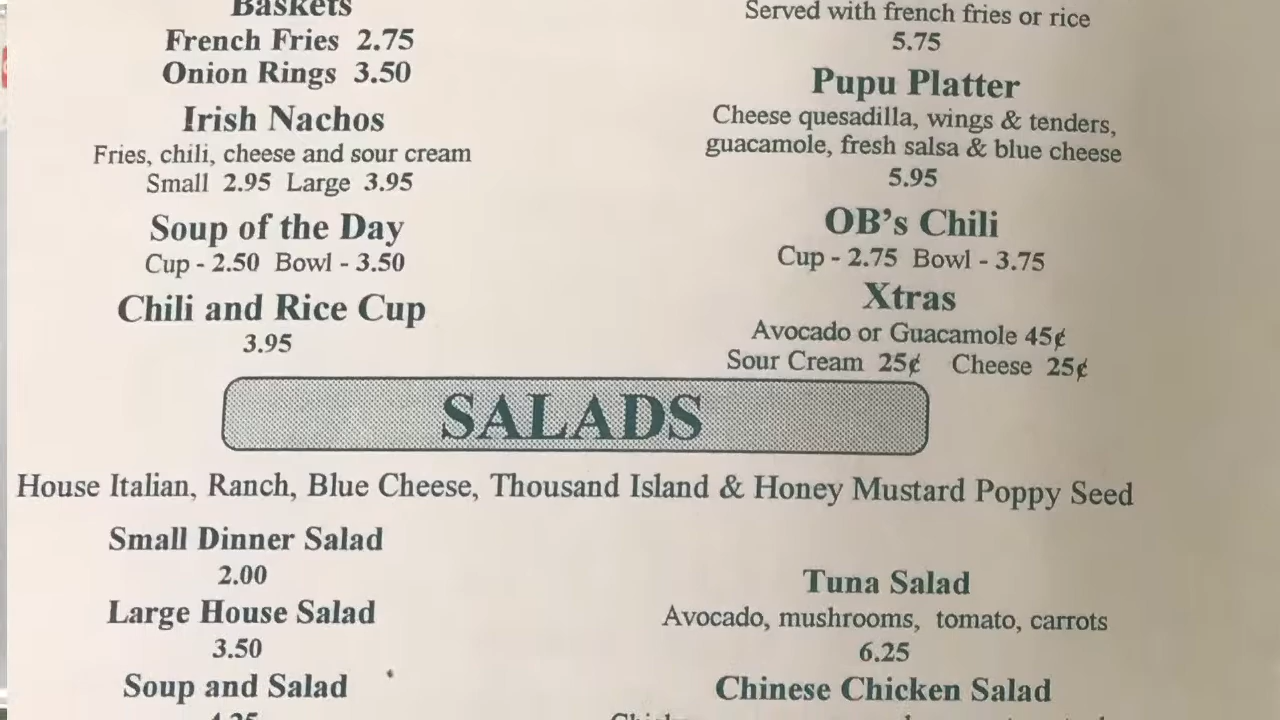 Baskets
French Fries 2.75
Onion Rings 3.50
Irish Nachos
Fries, chili, cheese and sour cream
Small 2.95 Large 3.95
Soup of the Day
Cup - 2.50 Bowl - 3.50
Chili and Rice Cup
3.95
Served with french fries or rice
5.75
Pupu Platter
Cheese quesadilla, wings & tenders,
guacamole, fresh salsa & blue cheese
5.95
OB's Chili
Cup - 2.75 Bowl - 3.75
Xtras
Avocado or Guacamole 45¢
Sour Cream 25¢ Cheese 25¢
SALADS
House Italian, Ranch, Blue Cheese, Thousand Island & Honey Mustard Poppy Seed
Small Dinner Salad
2.00
Large House Salad
3.50
Soup and Salad
Tuna Salad
Avocado, mushrooms, tomato, carrots
6.25
Chinese Chicken Salad